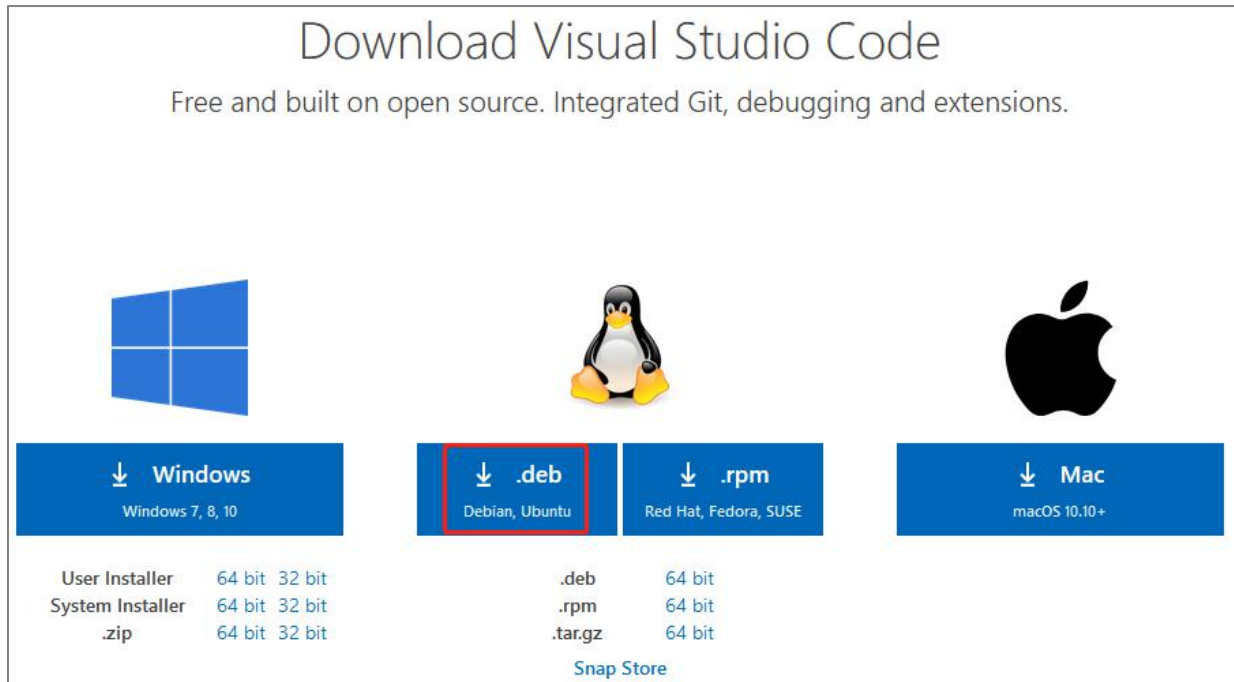 Download Visual Studio Code
Free and built on open source. Integrated Git, debugging and extensions.
Windows
Windows 7, 8, 10
.deb
Debian, Ubuntu
.rpm
Red Hat, Fedora, SUSE
Mac
macOS 10.10+
User Installer 64 bit 32 bit
System Installer 64 bit 32 bit
.zip 64 bit 32 bit
.deb 64 bit
.rpm 64 bit
.tar.gz 64 bit
Snap Store